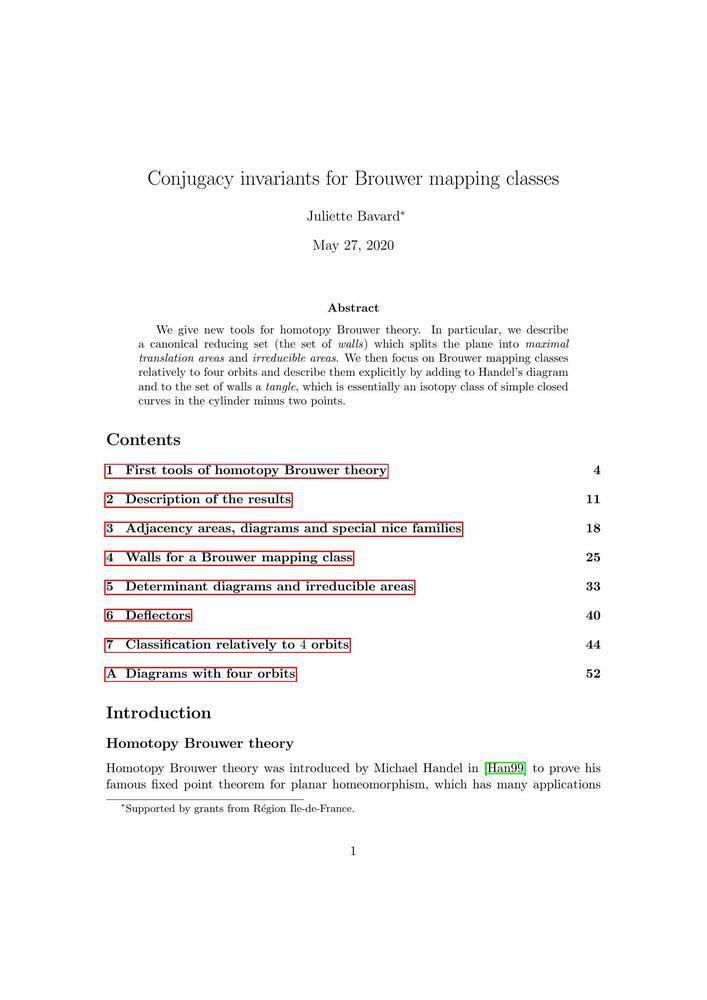 Conjugacy invariants for Brouwer mapping classes
Juliette Bavard*
May 27, 2020
Abstract
We give new tools for homotopy Brouwer theory. In particular, we describe
a canonical reducing set (the set of walls) which splits the plane into maximal
translation areas and irreducible areas. We then focus on Brouwer mapping classes
relatively to four orbits and describe them explicitly by adding to Handel's diagram
and to the set of walls a tangle, which is essentially an isotopy class of simple closed
curves in the cylinder minus two points.
Contents
1 First tools of homotopy Brouwer theory 4
2 Description of the results 11
3 Adjacency areas, diagrams and special nice families 18
4 Walls for a Brouwer mapping class 25
5 Determinant diagrams and irreducible areas 33
6 Deflectors 40
7 Classification relatively to 4 orbits 44
A Diagrams with four orbits 52
Introduction
Homotopy Brouwer theory
Homotopy Brouwer theory was introduced by Michael Handel in [Han99] to prove his
famous fixed point theorem for planar homeomorphism, which has many applications
*Supported by grants from Région Ile-de-France.
1